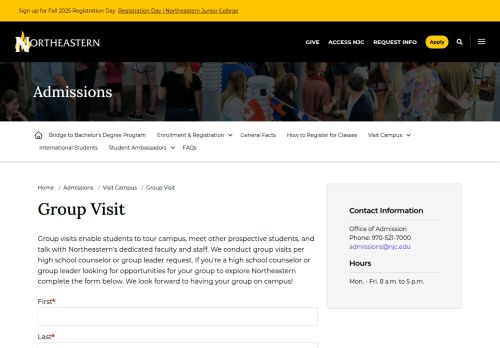 Sign up for Fall 2025 Registration Day Registration Day | Northeastern Junior College
NORTHEASTERN
GIVE ACCESS NJC REQUEST INFO Apply
Admissions
Bridge to Bachelor's Degree Program Enrollment & Registration General Facts How to Register for Classes Visit Campus
International Students Student Ambassadors FAQs
Home / Admissions / Visit Campus / Group Visit
Group Visit
Group visits enable students to tour campus, meet other prospective students, and
talk with Northeastern's dedicated faculty and staff. We conduct group visits per
high school counselor or group leader request. If you're a high school counselor or
group leader looking for opportunities for your group to explore Northeastern
complete the form below. We look forward to having your group on campus!
First*
Last*
Contact Information
Office of Admission
Phone: 970-521-7000
admissions@njc.edu
Hours
Mon. - Fri. 8 a.m. to 5 p.m.